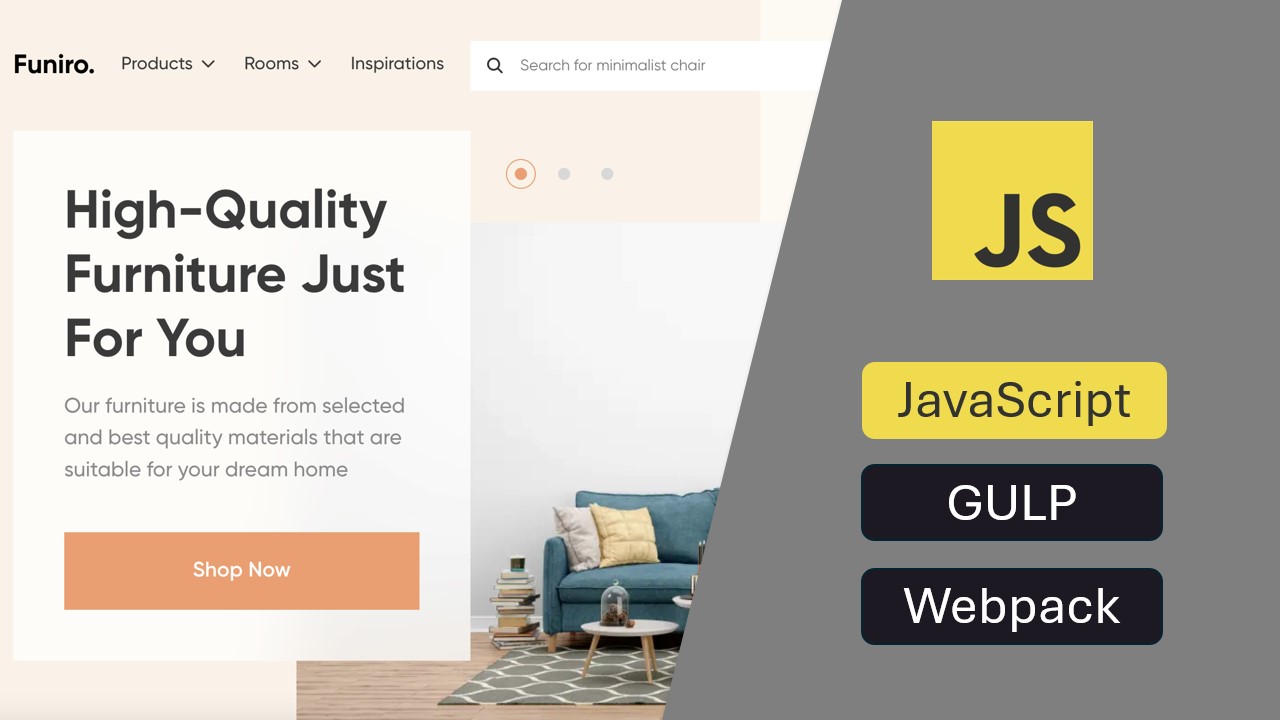 Funiro.
Products
Rooms
Inspirations
Search for minimalist chair
High-Quality
Furniture Just
For You
Our furniture is made from selected
and best quality materials that are
suitable for your dream home
Shop Now
JS
JavaScript
GULP
Webpack